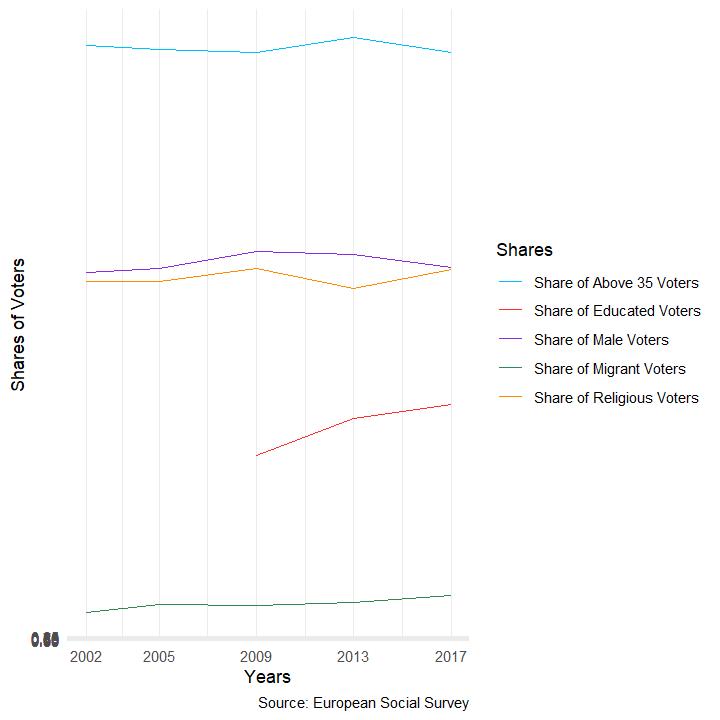 Shares of Voters
Shares
Share of Above 35 Voters
Share of Educated Voters
Share of Male Voters
Share of Migrant Voters
Share of Religious Voters
2002 2005 2009 2013 2017
Years
Source: European Social Survey